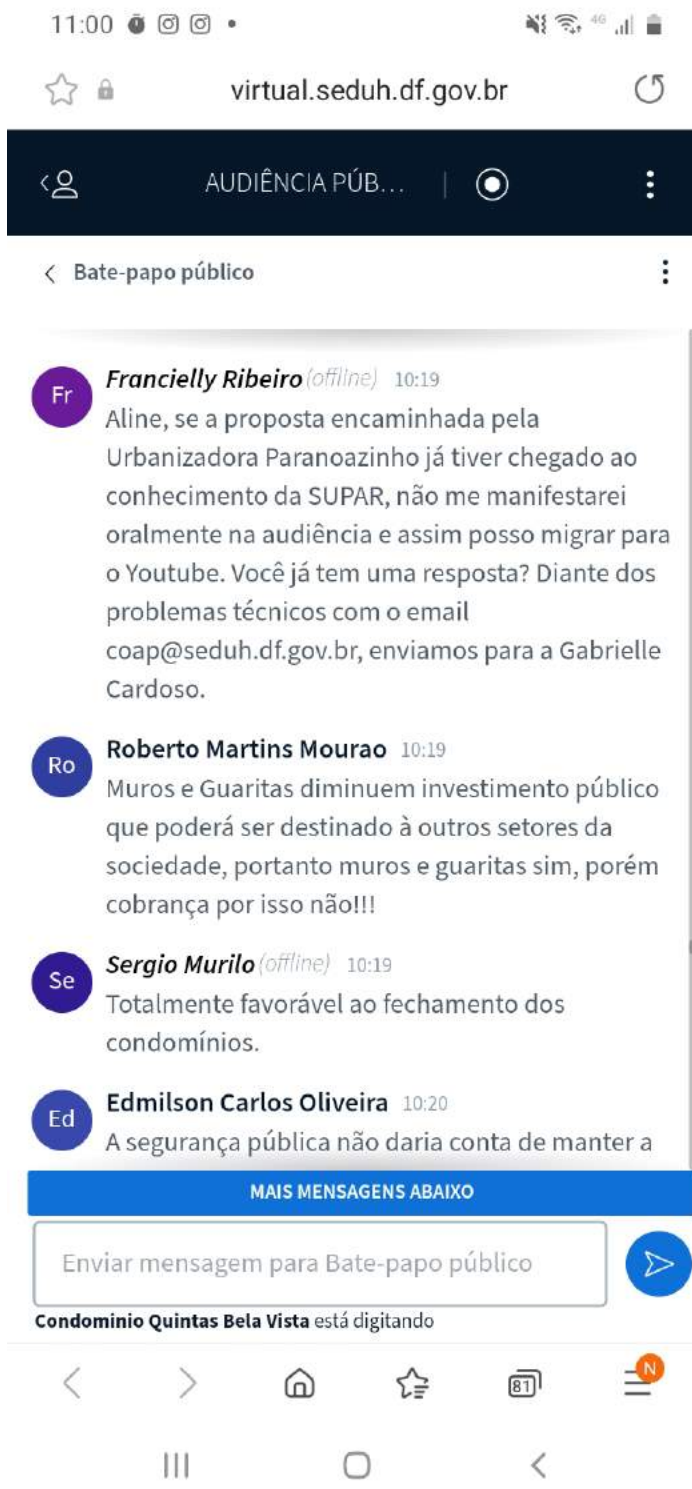 11:00
4G
virtual.seduh.df.gov.br
AUDIÊNCIA PÚB...
Bate-papo público
Fr
Francielly Ribeiro (offline) 10:19
Aline, se a proposta encaminhada pela
Urbanizadora Paranoazinho já tiver chegado ao
conhecimento da SUPAR, não me manifestarei
oralmente na audiência e assim posso migrar para
o Youtube. Você já tem uma resposta? Diante dos
problemas técnicos com o email
coap@seduh.df.gov.br, enviamos para a Gabrielle
Cardoso.
Ro
Roberto Martins Mourao 10:19
Muros e Guaritas diminuem investimento público
que poderá ser destinado à outros setores da
sociedade, portanto muros e guaritas sim, porém
cobrança por isso não!!!
Se
Sergio Murilo (offline) 10:19
Totalmente favorável ao fechamento dos
condomínios.
Ed
Edmilson Carlos Oliveira 10:20
A segurança pública não daria conta de manter a
MAIS MENSAGENS ABAIXO
Enviar mensagem para Bate-papo público
Condominio Quintas Bela Vista está digitando
81
N